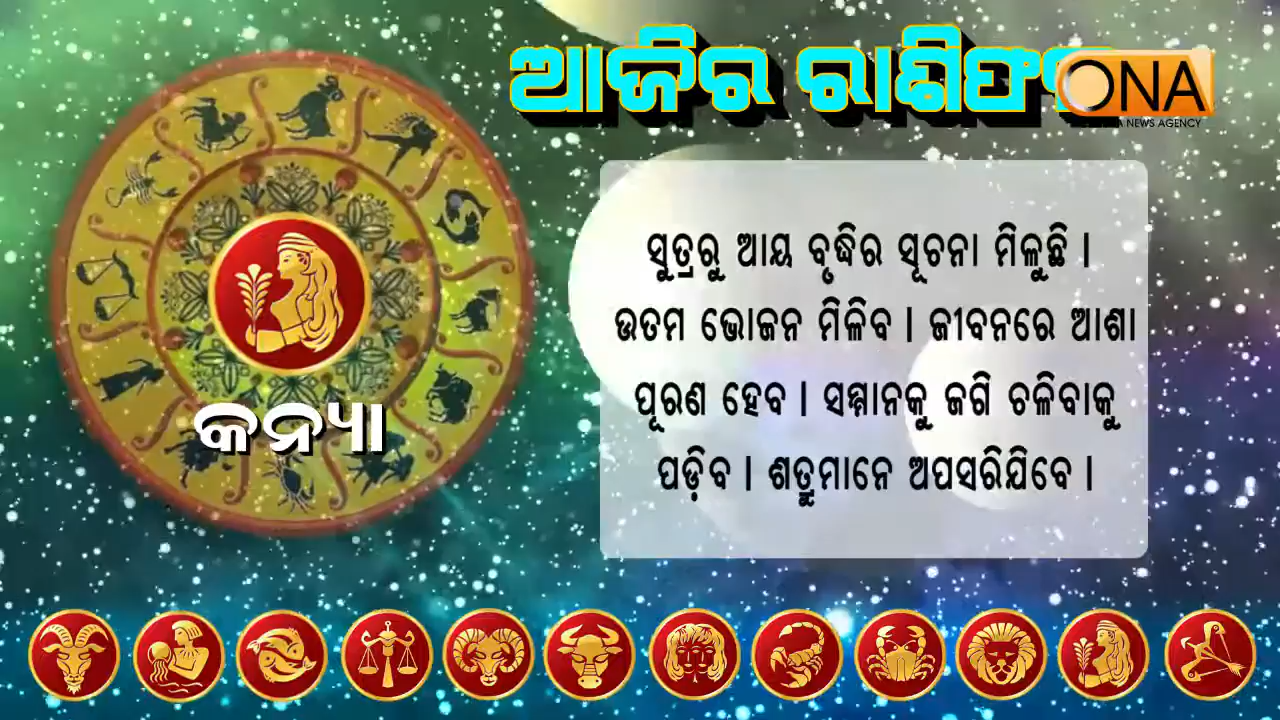 ଆଜିର
ONA
NEWS AGENCY
ସୁତ୍ରରୁ ଆୟ ବୃଦ୍ଧିର ସୂଚନା ମିଳୁଛି |
ଉତମ ଭୋଜନ ମିଳିବ | ଜୀବନରେ ଆଶା
ପୂରଣ ହେବ | ସମ୍ମାନକୁ ଜଗି ଚଳିବାକୁ
ପଡ଼ିବ | ଶତ୍ରୁମାନେ ଅପସରିଯିବେ |
କନ୍ୟା